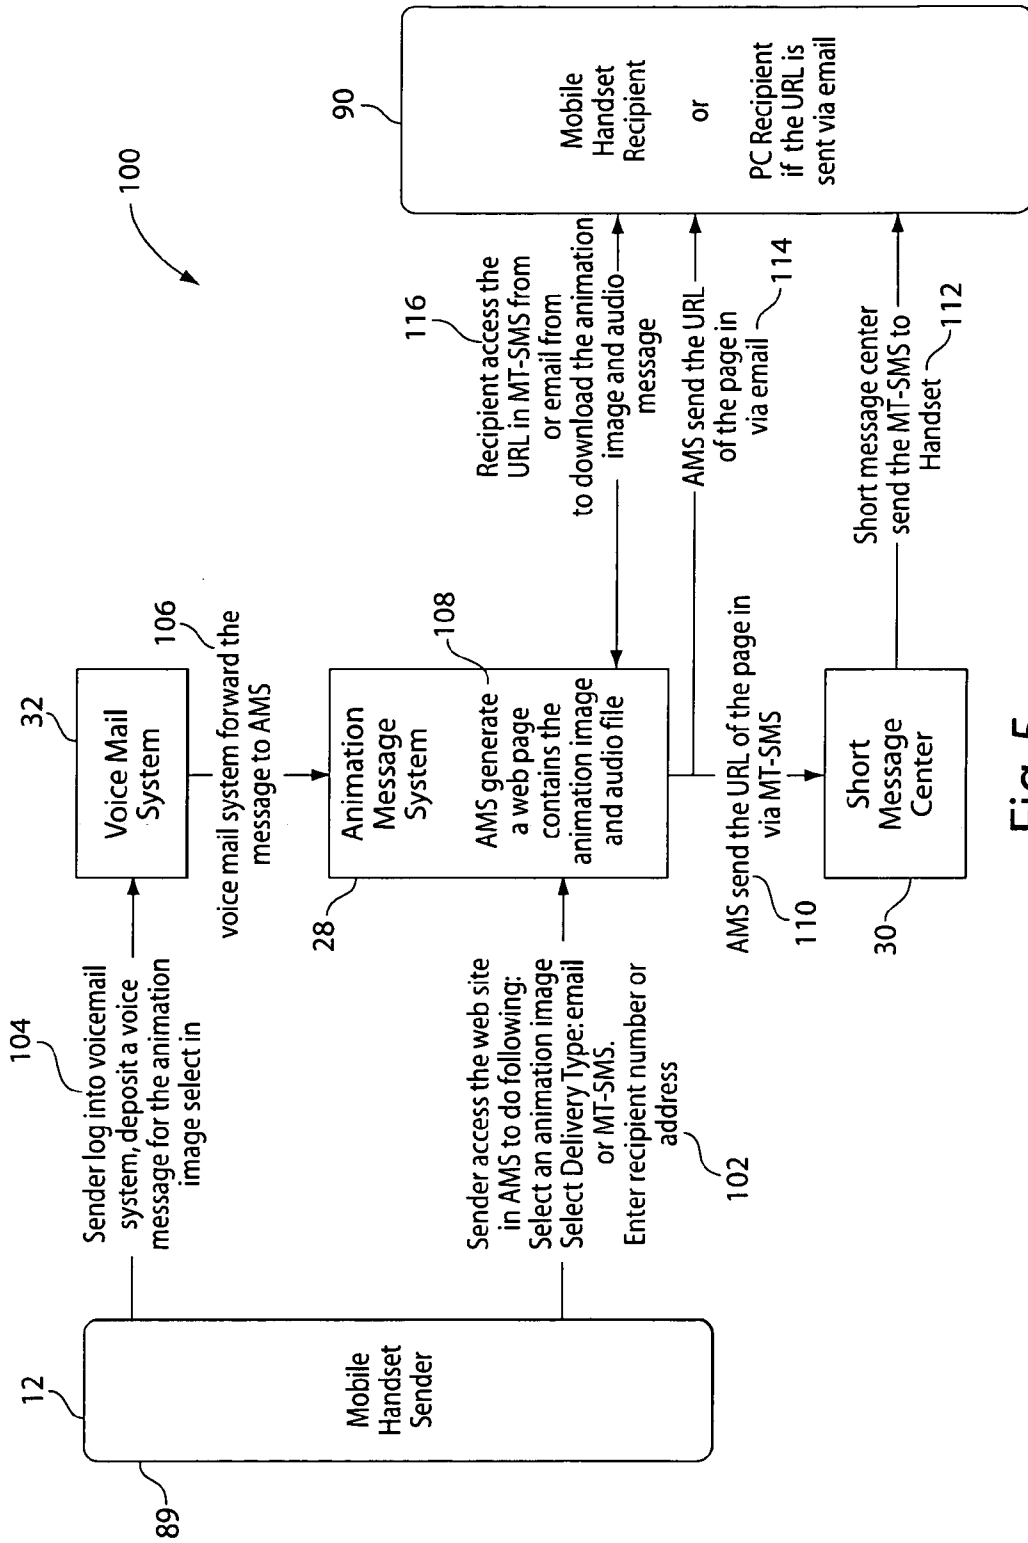 100
104
Sender log into voicemail
system, deposit a voice
message for the animation
image select in
32
Voice Mail
System
106
voice mail system forward the
message to AMS
12
89
Mobile
Handset
Sender
Sender access the web site
in AMS to do following:
Select an animation image
Select Delivery Type: email
or MT-SMS.
Enter recipient number or
address
102
28
Animation
Message
System
108
AMS generate
a web page
contains the
animation image
and audio file
116
Recipient access the
URL in MT-SMS from
or email from
to download the animation
image and audio
message
AMS send the URL
of the page in
via email
114
90
Mobile
Handset
Recipient
or
PC Recipient
if the URL is
sent via email
AMS send the URL of the page in
via MT-SMS
110
30
Short
Message
Center
Short message center
send the MT-SMS to
Handset
112